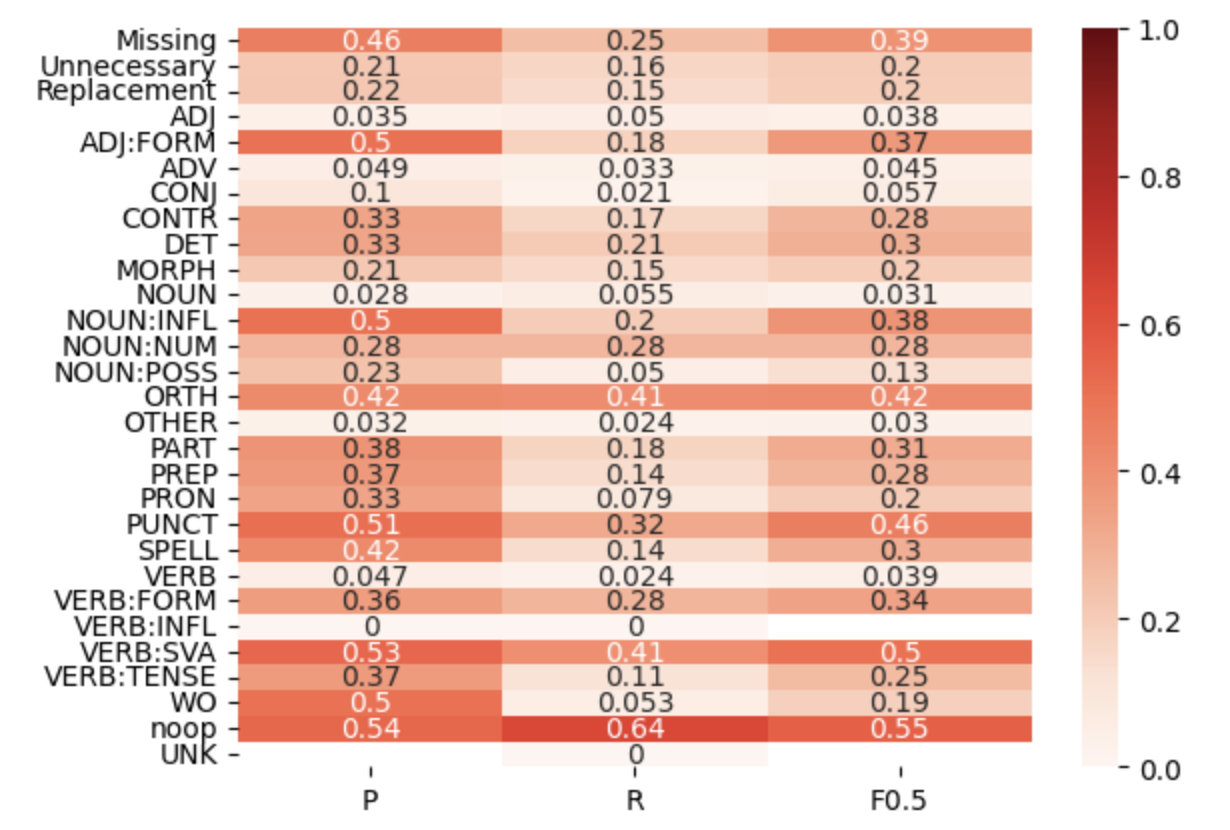 Missing 0.46 0.25 0.39 1.0
Unnecessary 0.21 0.16 0.2
Replacement 0.22 0.15 0.2
ADJ 0.035 0.05 0.038
ADJ:FORM 0.5 0.18 0.37
ADV 0.049 0.033 0.045 0.8
CONJ 0.1 0.021 0.057
CONTR 0.33 0.17 0.28
DET 0.33 0.21 0.3
MORPH 0.21 0.15 0.2
NOUN 0.028 0.055 0.031
NOUN:INFL 0.5 0.2 0.38 0.6
NOUN:NUM 0.28 0.28 0.28
NOUN:POSS 0.23 0.05 0.13
ORTH 0.42 0.41 0.42
OTHER 0.032 0.024 0.03
PART 0.38 0.18 0.31
PREP 0.37 0.14 0.28 0.4
PRON 0.33 0.079 0.2
PUNCT 0.51 0.32 0.46
SPELL 0.42 0.14 0.3
VERB 0.047 0.024 0.039
VERB:FORM 0.36 0.28 0.34
VERB:INFL 0 0 0.2
VERB:SVA 0.53 0.41 0.5
VERB:TENSE 0.37 0.11 0.25
WO 0.5 0.053 0.19
noop 0.54 0.64 0.55
UNK 0 0.0
P R F0.5